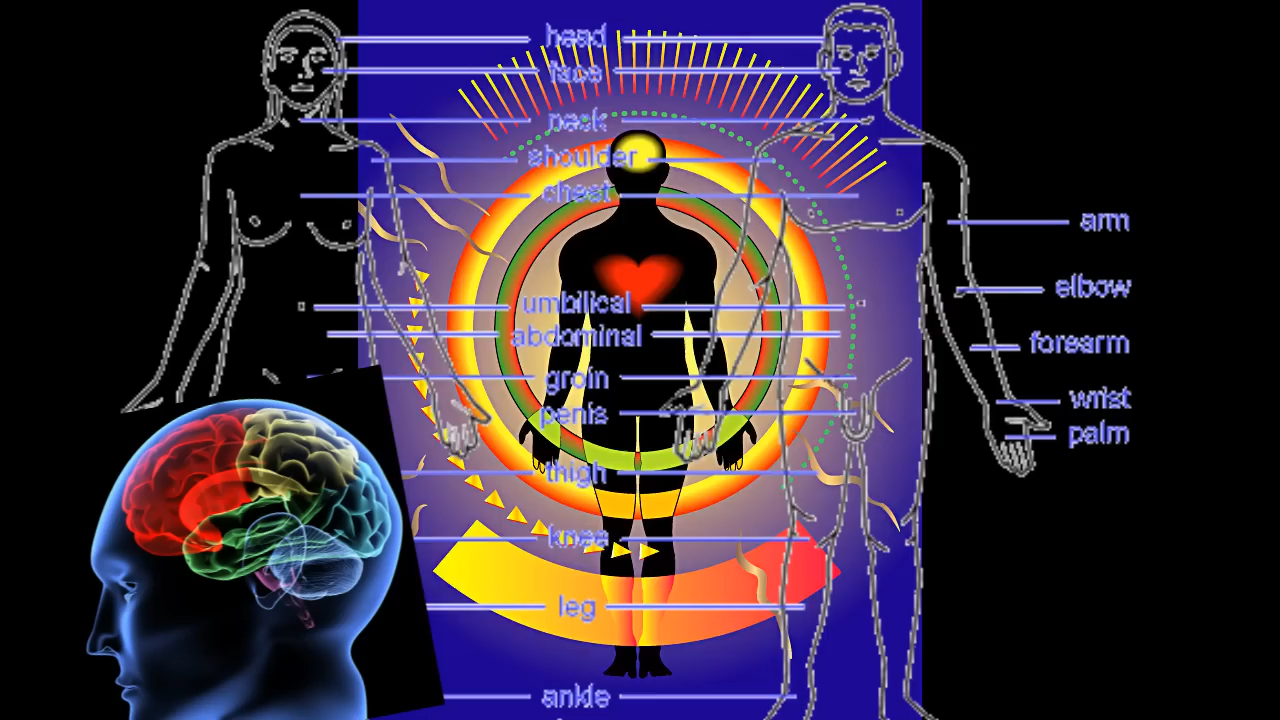 head
face
neck
shoulder
chest
arm
elbow
umbilical
abdominal
forearm
groin
wrist
penis
palm
thigh
knee
leg
ankle